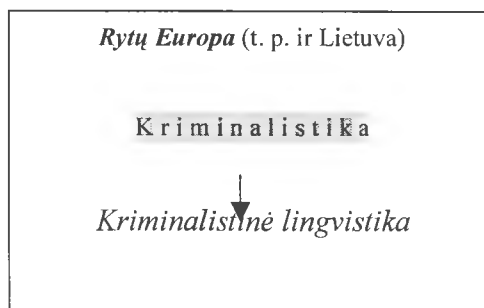 Rytų Europa (t. p. ir Lietuva)
Kriminalistika
Kriminalistinė lingvistika